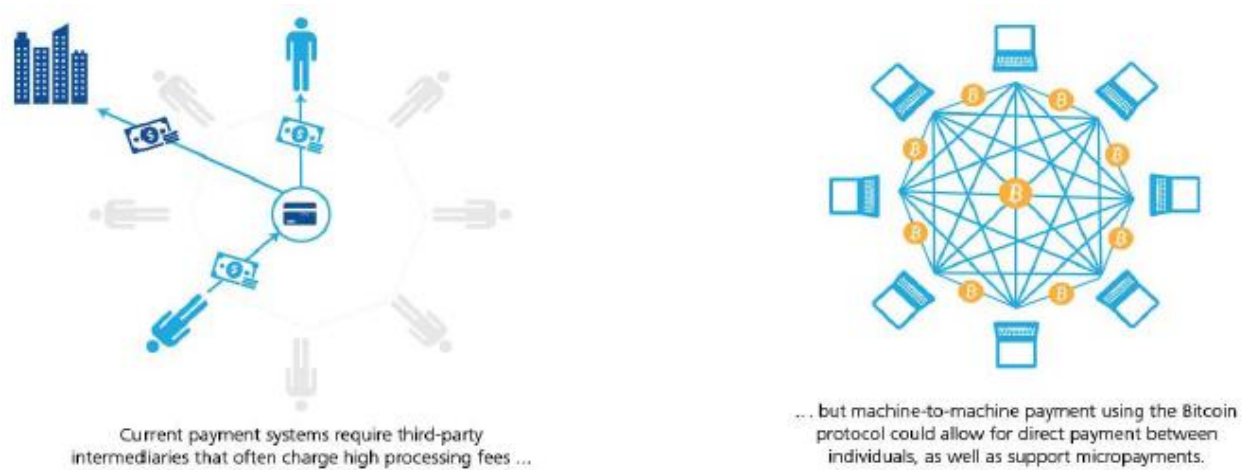 Current payment systems require third-party
intermediaries that often charge high processing fees ...
... but machine-to-machine payment using the Bitcoin
protocol could allow for direct payment between
individuals, as well as support micropayments.